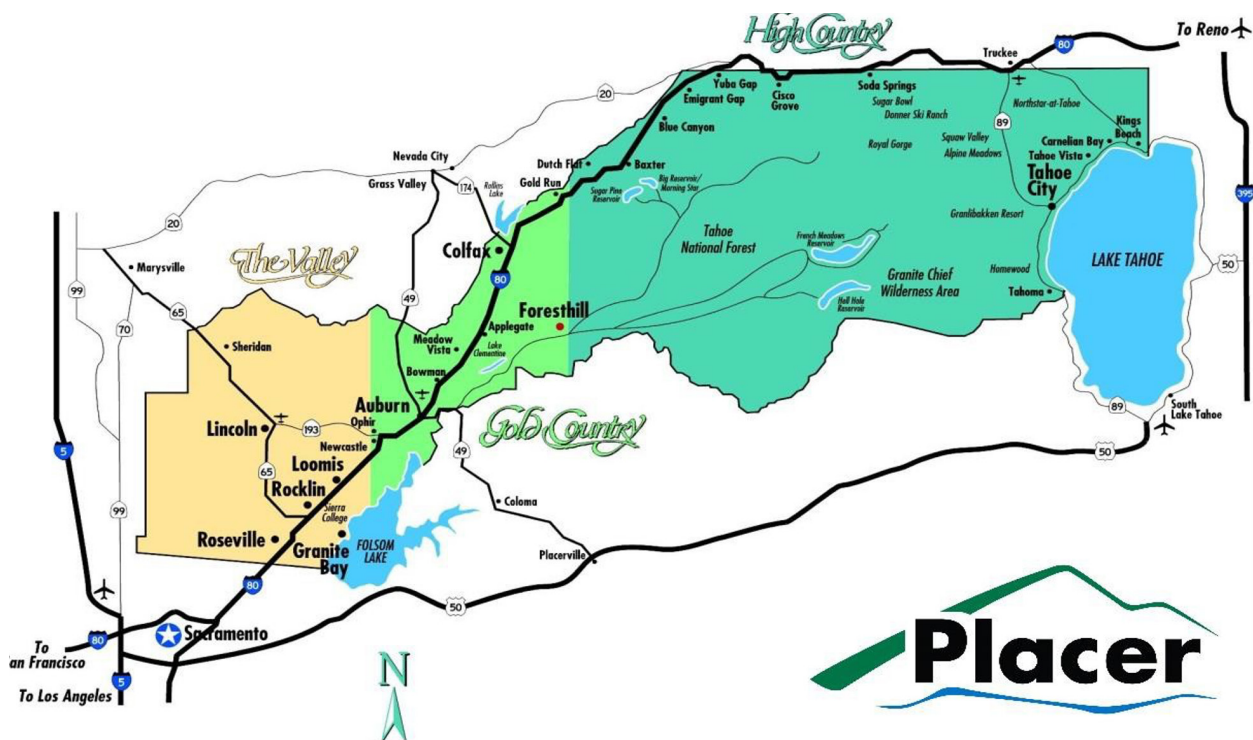 High Country
To Reno
Truckee
80
20
Yuba Gap
Emigrant Gap
Cisco
Grove
Soda Springs
Sugar Bowl
Donner Ski Ranch
Northstar-at-Tahoe
395
Blue Canyon
89
Kings
Beach
Royal Gorge
Squaw Valley
Alpine Meadows
Carnelian Bay
Tahoe Vista
Tahoe
City
Nevada City
Grass Valley
174
Rollins
Lake
Dutch Flat
Gold Run
Baxter
Sugar Pine
Reservoir
Big Reservoir/
Morning Star
Granlibakken Resort
20
The Valley
Colfax
80
Tahoe
National Forest
French Meadows
Reservoir
Granite Chief
Wilderness Area
Homewood
LAKE TAHOE
50
Marysville
99
70
65
49
Foresthill
Hell Hole
Reservoir
Tahoma
Sheridan
Meadow
Vista
Applegate
Lake
Clementine
Bowman
Auburn
Ophir
Gold Country
89
South
Lake Tahoe
Lincoln
193
Newcastle
49
50
5
65
Loomis
Rocklin
Sierra
College
Coloma
99
Roseville
Granite
Bay
FOLSOM
LAKE
Placerville
80
50
Sacramento
80
To
an Francisco
5
To Los Angeles
N
Placer